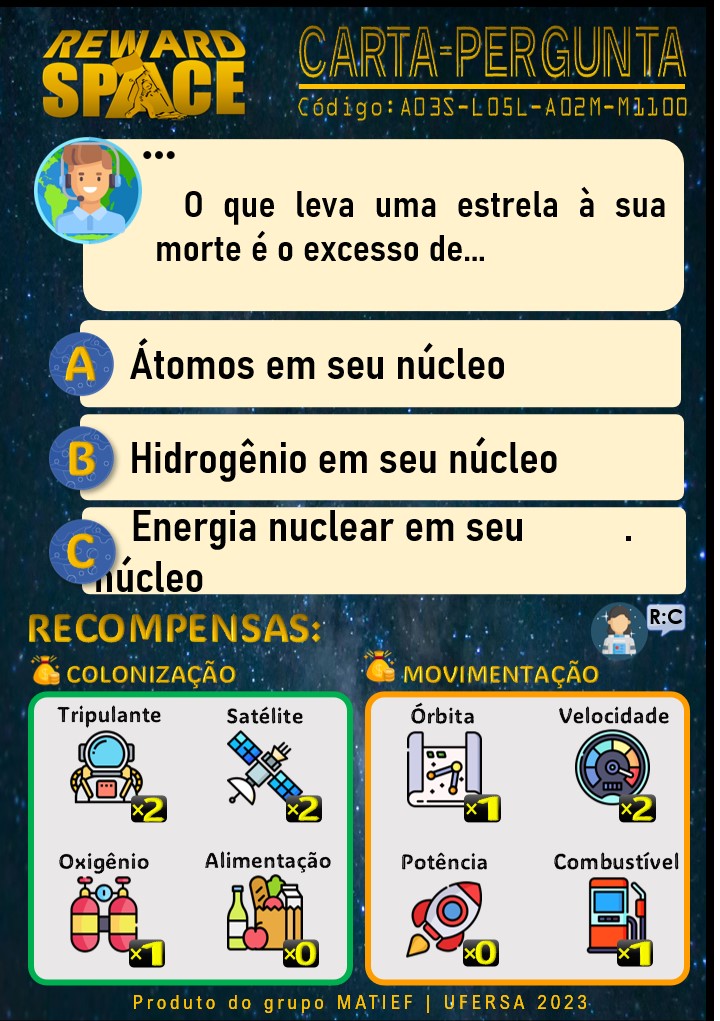 REWARD
SPACE
CARTA=PERGUNTA
Código:A03S-L05L-A02M-M1100
...
O que leva uma estrela à sua
morte é o excesso de...
A
Átomos em seu núcleo
B
Hidrogênio em seu núcleo
C
Energia nuclear em seu .
núcleo
RECOMPENSAS:
R:C
COLONIZAÇÃO
MOVIMENTAÇÃO
Tripulante
Satélite
Órbita
Velocidade
x2
x2
x1
x2
Oxigênio
Alimentação
Potência
Combustível
x1
x0
x0
x1
Produto do grupo MATIEF | UFERSA 2023